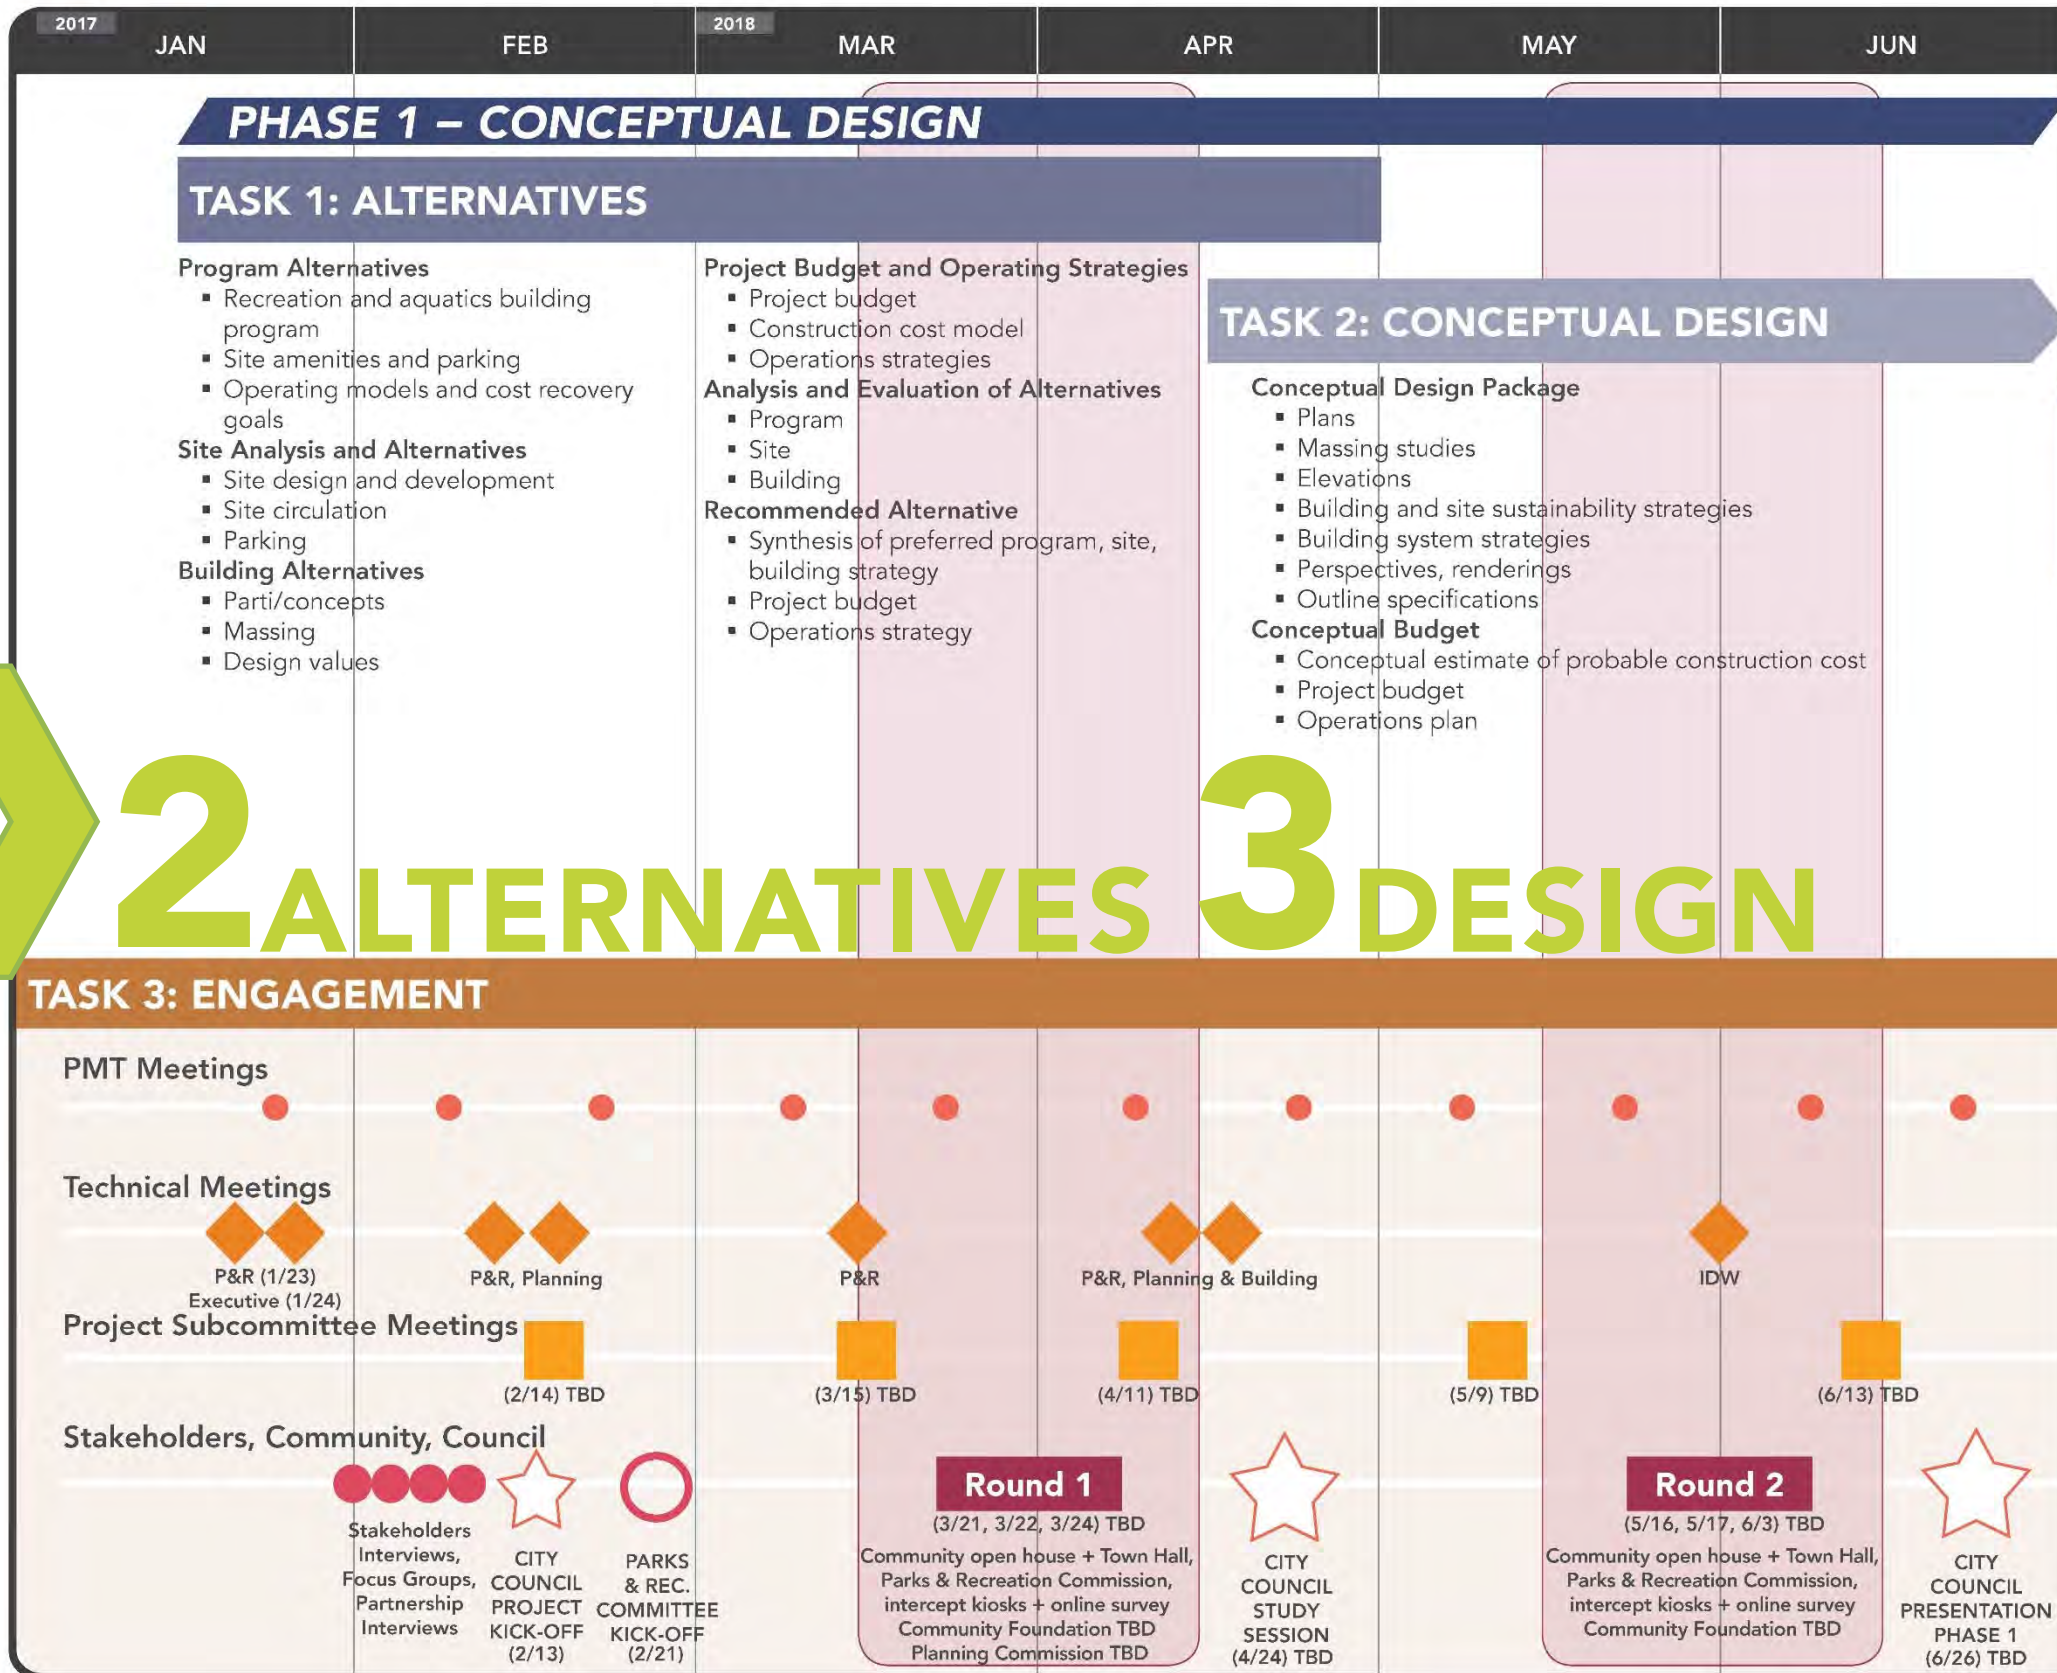 2017
2018
JAN
FEB
MAR
APR
MAY
JUN
PHASE 1 – CONCEPTUAL DESIGN
TASK 1: ALTERNATIVES
Program Alternatives
▪ Recreation and aquatics building
program
▪ Site amenities and parking
▪ Operating models and cost recovery
goals
Site Analysis and Alternatives
▪ Site design and development
▪ Site circulation
▪ Parking
Building Alternatives
▪ Parti/concepts
▪ Massing
▪ Design values
Project Budget and Operating Strategies
▪ Project budget
▪ Construction cost model
▪ Operations strategies
Analysis and Evaluation of Alternatives
▪ Program
▪ Site
▪ Building
Recommended Alternative
▪ Synthesis of preferred program, site,
building strategy
▪ Project budget
▪ Operations strategy
TASK 2: CONCEPTUAL DESIGN
Conceptual Design Package
▪ Plans
▪ Massing studies
▪ Elevations
▪ Building and site sustainability strategies
▪ Building system strategies
▪ Perspectives, renderings
▪ Outline specifications
Conceptual Budget
▪ Conceptual estimate of probable construction cost
▪ Project budget
▪ Operations plan
2 ALTERNATIVES 3 DESIGN
TASK 3: ENGAGEMENT
PMT Meetings
Technical Meetings
P&R (1/23)
Executive (1/24)
P&R, Planning
P&R
P&R, Planning & Building
IDW
Project Subcommittee Meetings
(2/14) TBD
(3/15) TBD
(4/11) TBD
(5/9) TBD
(6/13) TBD
Stakeholders, Community, Council
Stakeholders
Interviews,
Focus Groups,
Partnership
Interviews
CITY
COUNCIL
PROJECT
KICK-OFF
(2/13)
PARKS
& REC.
COMMITTEE
KICK-OFF
(2/21)
Round 1
(3/21, 3/22, 3/24) TBD
Community open house + Town Hall,
Parks & Recreation Commission,
intercept kiosks + online survey
Community Foundation TBD
Planning Commission TBD
CITY
COUNCIL
STUDY
SESSION
(4/24) TBD
Round 2
(5/16, 5/17, 6/3) TBD
Community open house + Town Hall,
Parks & Recreation Commission,
intercept kiosks + online survey
Community Foundation TBD
CITY
COUNCIL
PRESENTATION
PHASE 1
(6/26) TBD